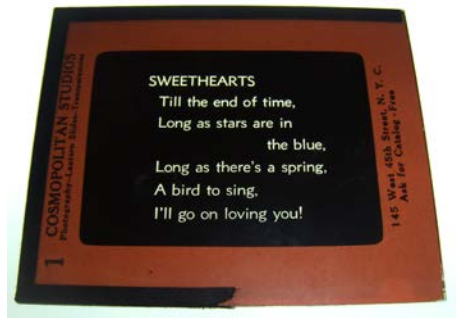 SWEETHEARTS
Till the end of time,
Long as stars are in
the blue,
Long as there's a spring,
A bird to sing,
I'll go on loving you!
1 COSMOPOLITAN STUDIOS
Photography-Lantern Slides-Transparencies
145 West 45th Street, N. Y. C.
Ask for Catalog - Free